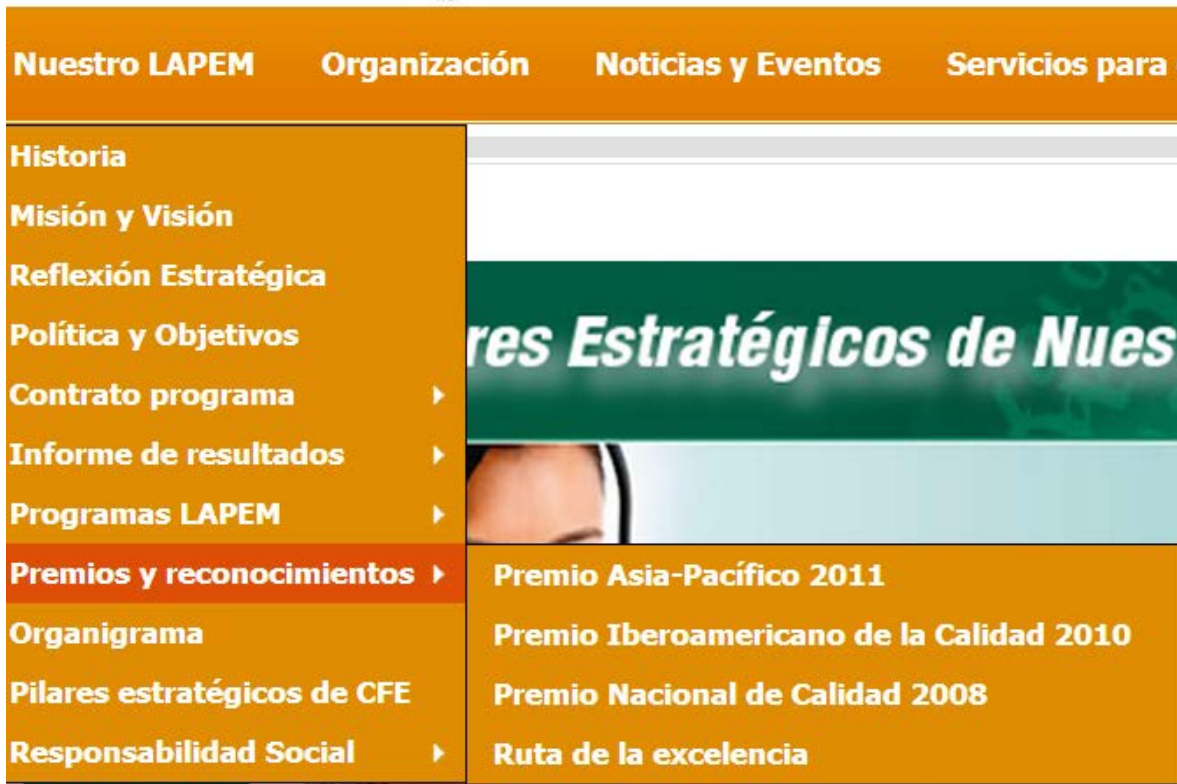 Nuestro LAPEM Organización Noticias y Eventos Servicios para
Historia
Misión y Visión
Reflexión Estratégica
Política y Objetivos
res Estratégicos de Nues
Contrato programa
Informe de resultados
Programas LAPEM
Premios y reconocimientos
Premio Asia-Pacífico 2011
Organigrama
Premio Iberoamericano de la Calidad 2010
Pilares estratégicos de CFE
Premio Nacional de Calidad 2008
Responsabilidad Social
Ruta de la excelencia